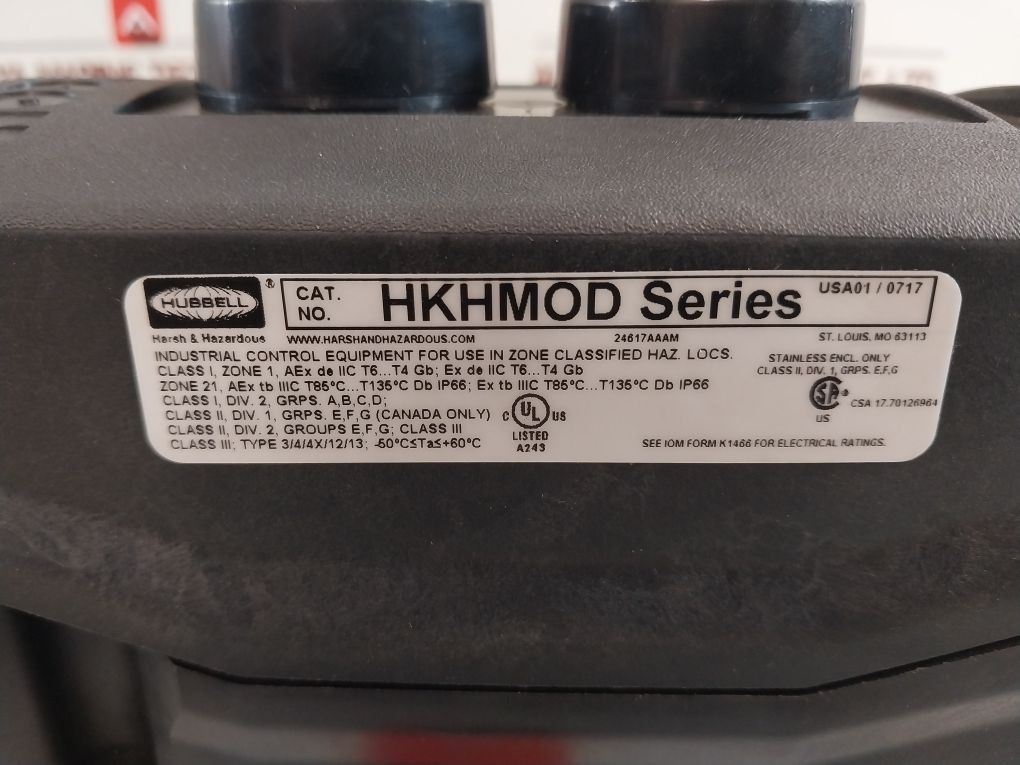 HUBBELL ®
Harsh & Hazardous
CAT. NO. HKHMOD Series USA01 / 0717
WWW.HARSHANDHAZARDOUS.COM 24617AAAM ST. LOUIS, MO 63113
INDUSTRIAL CONTROL EQUIPMENT FOR USE IN ZONE CLASSIFIED HAZ. LOCS.
CLASS I, ZONE 1, AEx de IIC T6...T4 Gb; Ex de IIC T6...T4 Gb
ZONE 21, AEx tb IIIC T85°C...T135°C Db IP66; Ex tb IIIC T85°C...T135°C Db IP66
CLASS I, DIV. 2, GRPS. A,B,C,D;
CLASS II, DIV. 1, GRPS. E,F,G (CANADA ONLY)
CLASS II, DIV. 2, GROUPS E,F,G; CLASS III
CLASS III; TYPE 3/4/4X/12/13; -50°C≤Ta≤+60°C
C UL US
LISTED
A243
STAINLESS ENCL. ONLY
CLASS II, DIV. 1, GRPS. E,F,G
SA ® CSA 17.70126964
US
SEE IOM FORM K1466 FOR ELECTRICAL RATINGS.